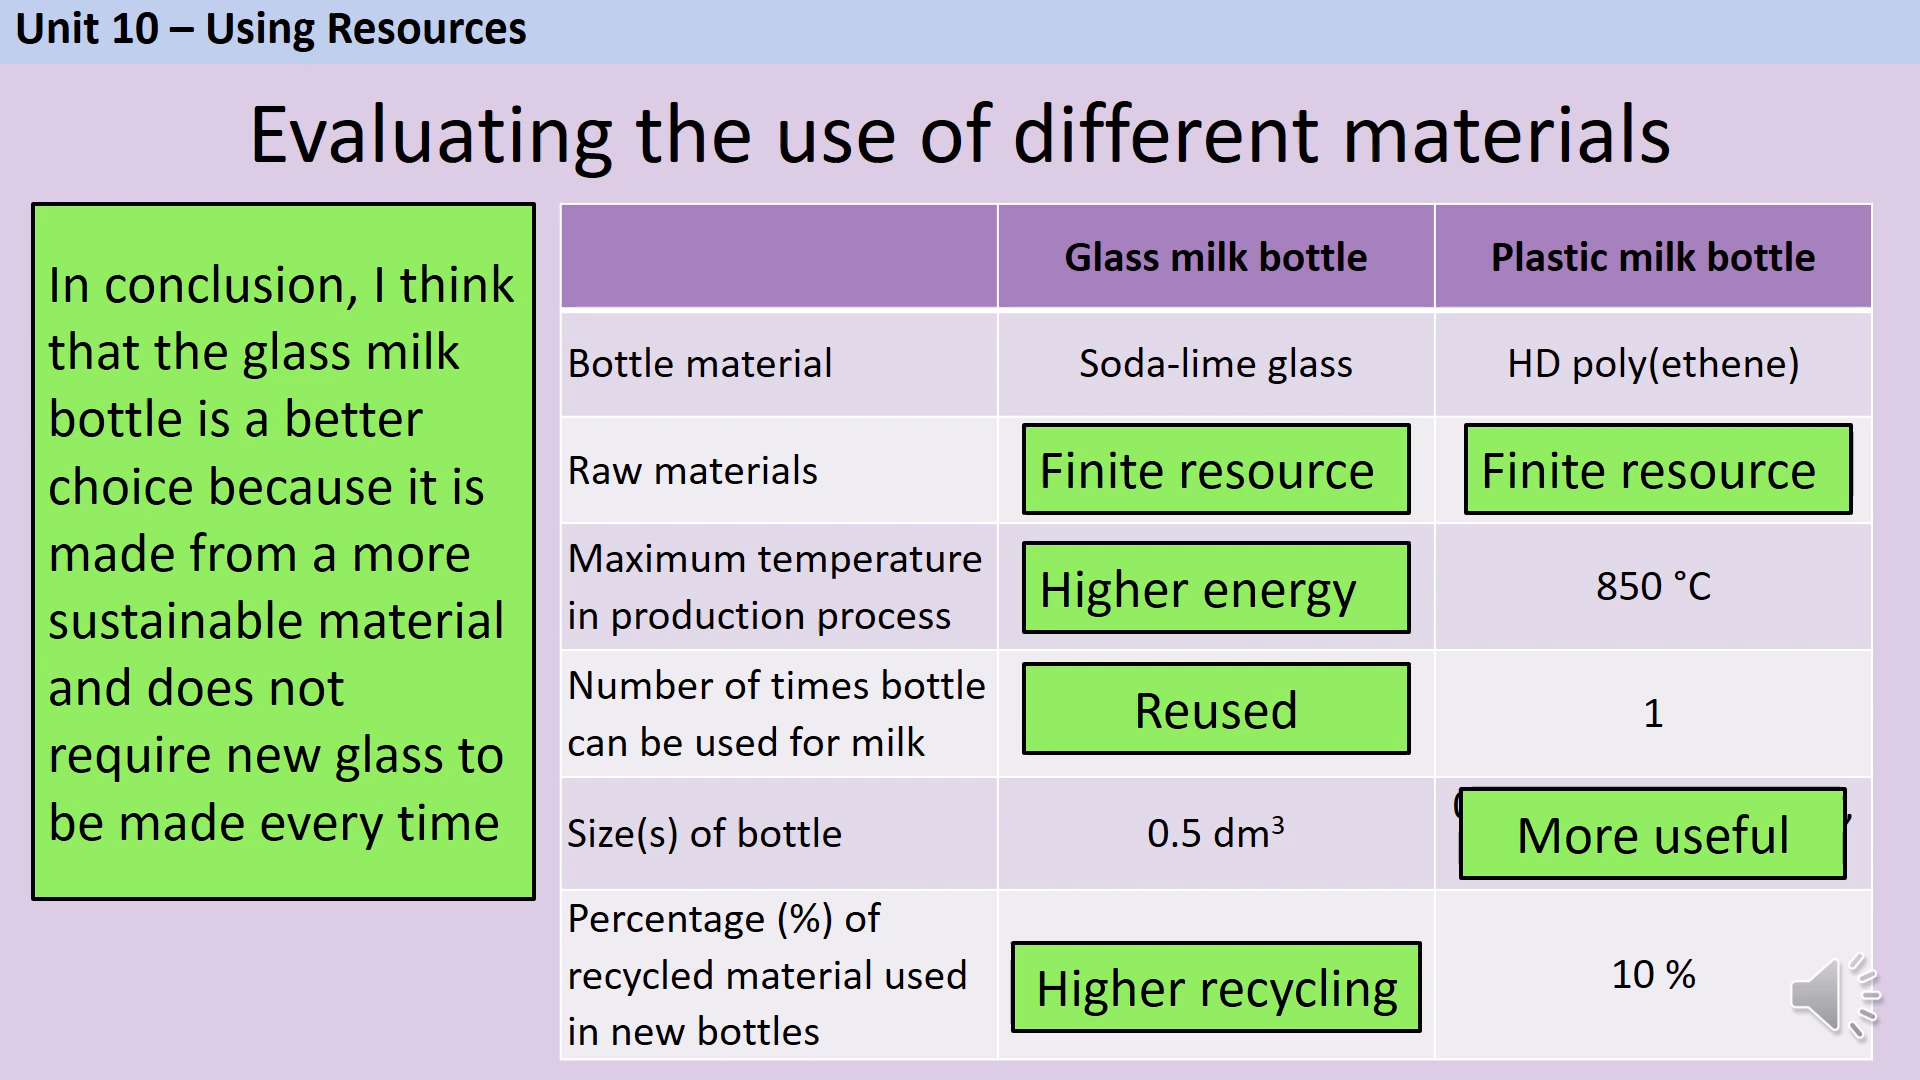 Unit 10 – Using Resources
Evaluating the use of different materials
In conclusion, I think
that the glass milk
bottle is a better
choice because it is
made from a more
sustainable material
and does not
require new glass to
be made every time
Glass milk bottle
Plastic milk bottle
Bottle material
Soda-lime glass
HD poly(ethene)
Raw materials
Finite resource
Finite resource
Maximum temperature
in production process
Higher energy
850 °C
Number of times bottle
can be used for milk
Reused
1
Size(s) of bottle
0.5 dm³
More useful
Percentage (%) of
recycled material used
in new bottles
Higher recycling
10 %